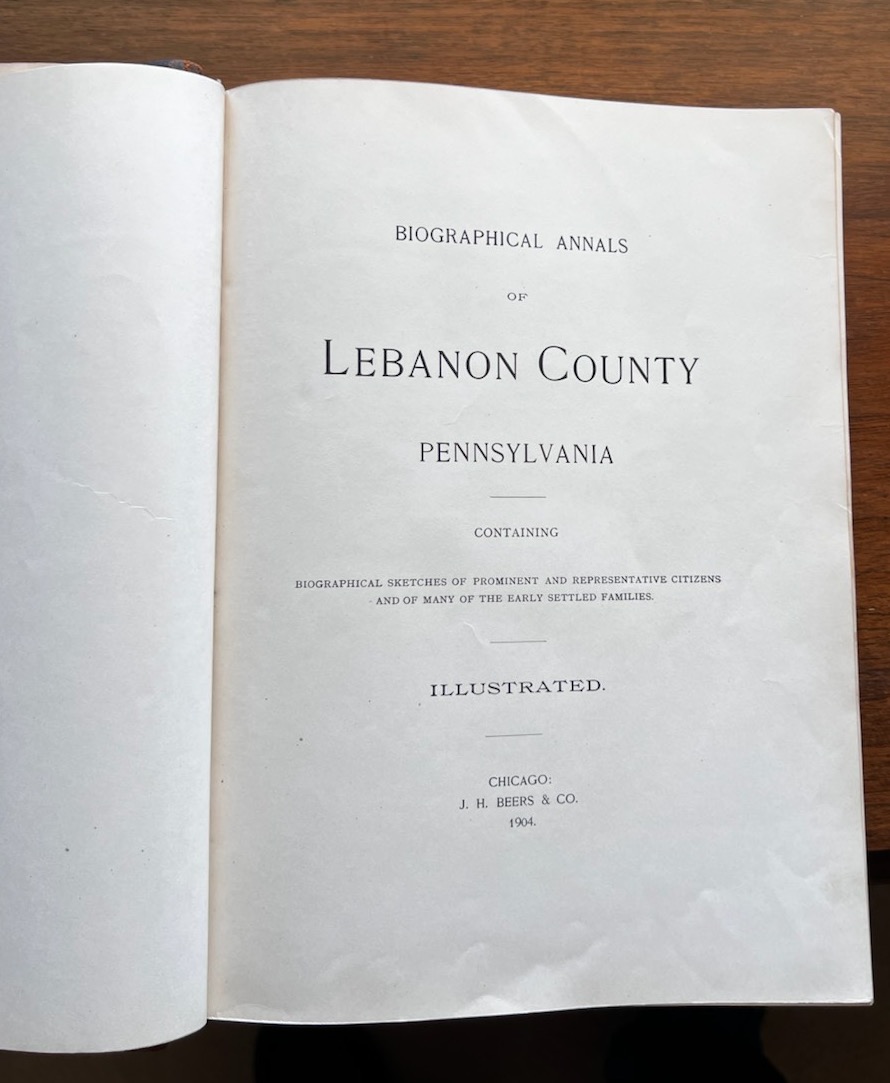 BIOGRAPHICAL ANNALS
OF
LEBANON COUNTY
PENNSYLVANIA
CONTAINING
BIOGRAPHICAL SKETCHES OF PROMINENT AND REPRESENTATIVE CITIZENS
AND OF MANY OF THE EARLY SETTLED FAMILIES.
ILLUSTRATED.
CHICAGO:
J. H. BEERS & CO.
1904.